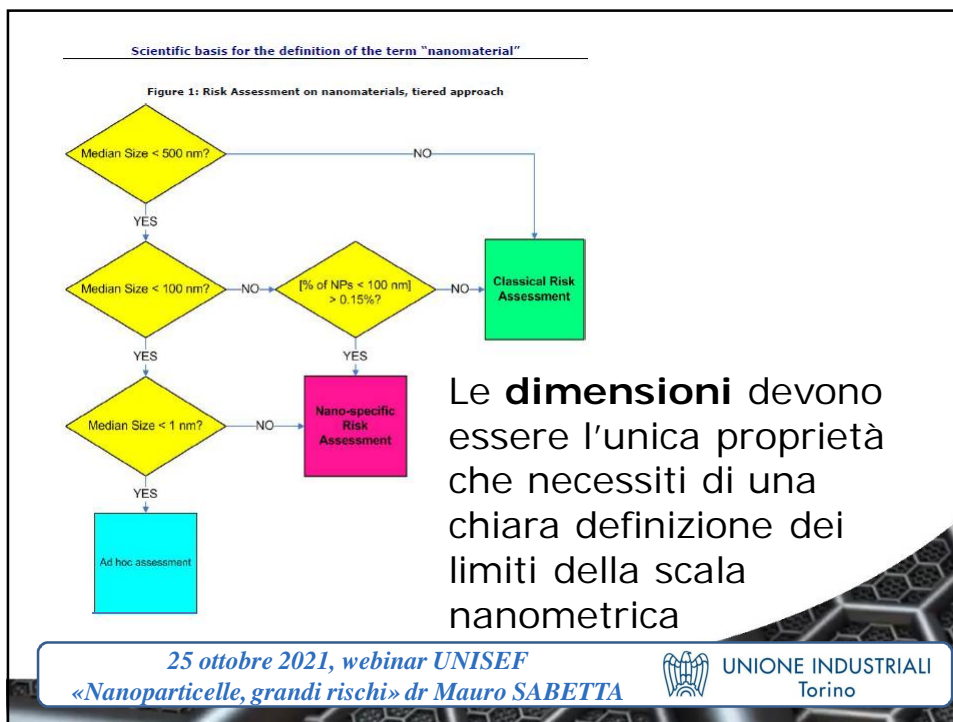 Scientific basis for the definition of the term “nanomaterial”
Figure 1: Risk Assessment on nanomaterials, tiered approach
Median Size < 500 nm?
NO
YES
Median Size < 100 nm?
NO
[% of NPs < 100 nm]
> 0.15%?
NO
Classical Risk
Assessment
YES
YES
Median Size < 1 nm?
NO
Nano-specific
Risk
Assessment
YES
Ad hoc assessment
Le dimensioni devono
essere l'unica proprietà
che necessiti di una
chiara definizione dei
limiti della scala
nanometrica
25 ottobre 2021, webinar UNISEF
«Nanoparticelle, grandi rischi» dr Mauro SABETTA
UNIONE INDUSTRIALI
Torino